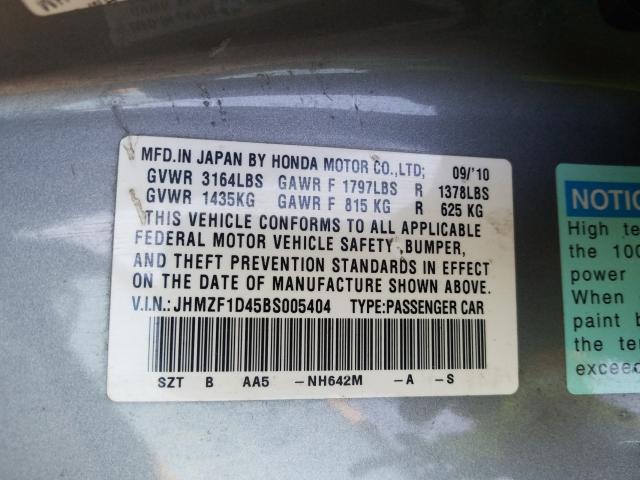 MFD.IN JAPAN BY HONDA MOTOR CO.,LTD; 09/'10
GVWR 3164LBS GAWR F 1797LBS R 1378LBS
GVWR 1435KG GAWR F 815 KG R 625 KG
THIS VEHICLE CONFORMS TO ALL APPLICABLE
FEDERAL MOTOR VEHICLE SAFETY, BUMPER,
AND THEFT PREVENTION STANDARDS IN EFFECT
ON THE DATE OF MANUFACTURE SHOWN ABOVE.
V.I.N.: JHMZF1D45BS005404 TYPE:PASSENGER CAR
SZT B AA5 -NH642M -A -S
NOTIC
High te
the 100
power
When
paint b
the te
exceed